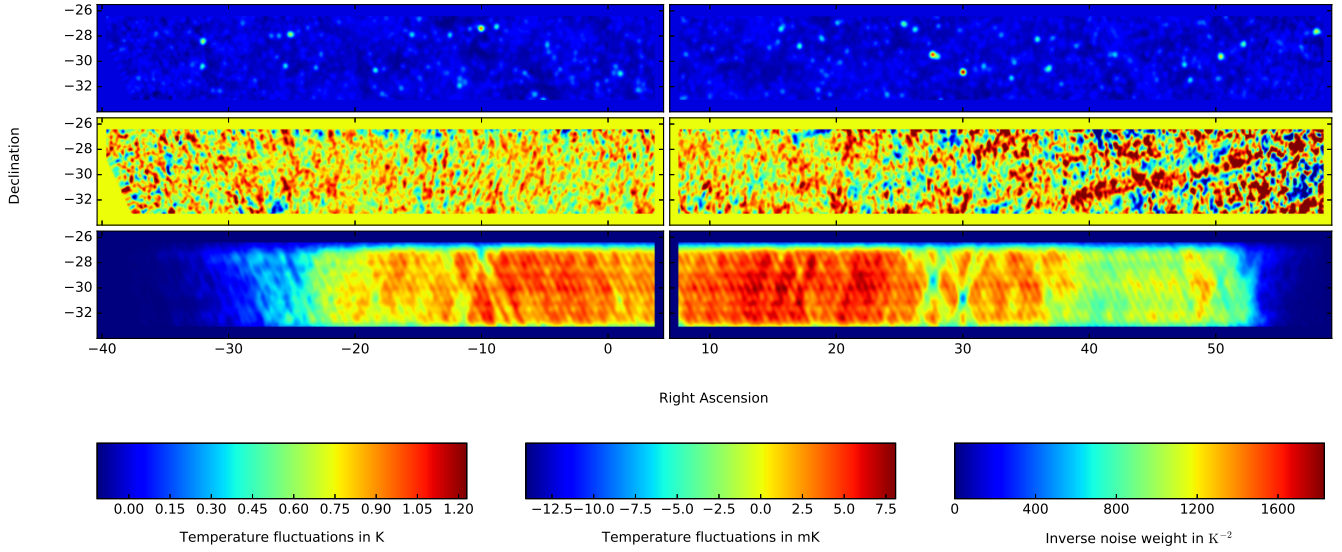 −26
−28
−30
−32
−26
−28
−30
−32
−26
−28
−30
−32
Declination
−40 −30 −20 −10 0 10 20 30 40 50
Right Ascension
0.00 0.15 0.30 0.45 0.60 0.75 0.90 1.05 1.20
Temperature fluctuations in K
−12.5 −10.0 −7.5 −5.0 −2.5 0.0 2.5 5.0 7.5
Temperature fluctuations in mK
0 400 800 1200 1600
Inverse noise weight in K⁻²